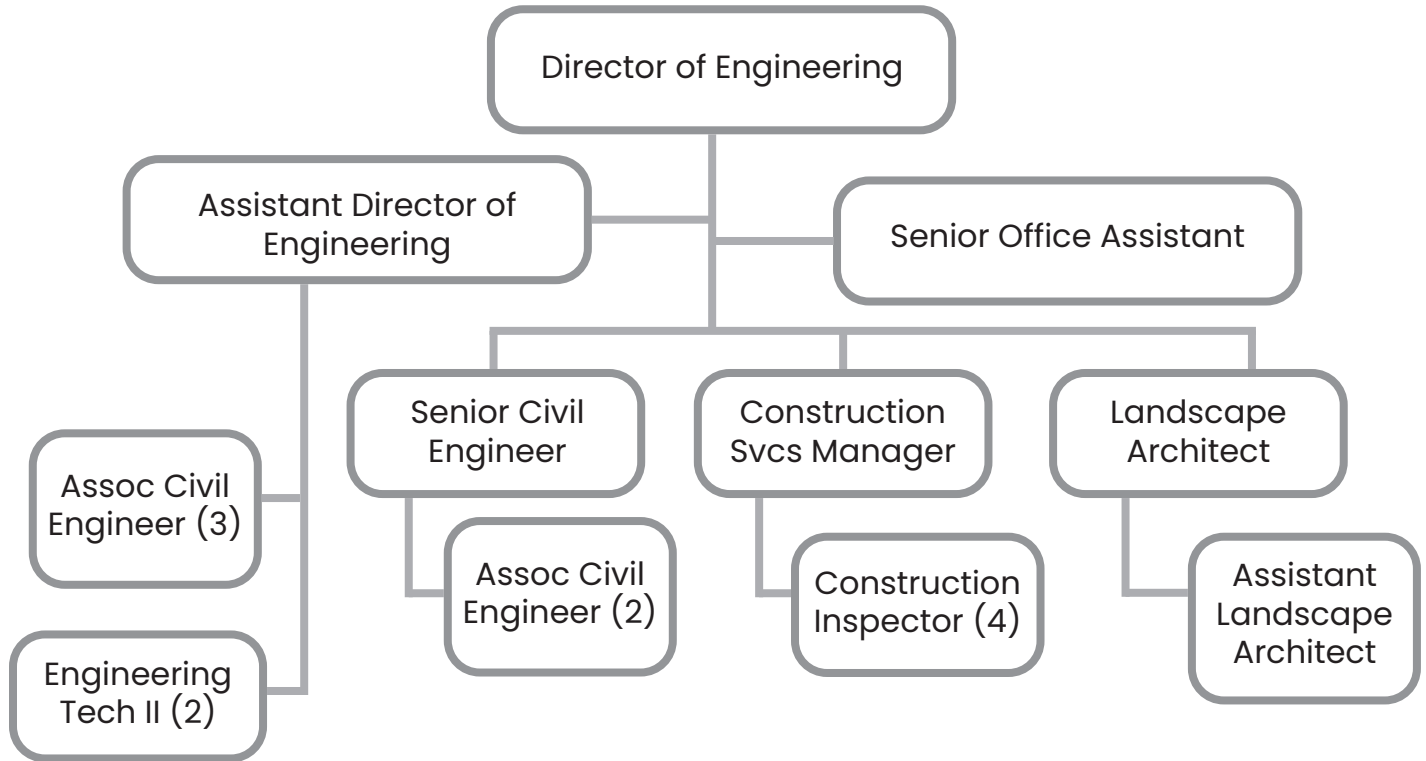 Director of Engineering
Assistant Director of
Engineering
Senior Office Assistant
Senior Civil
Engineer
Construction
Svcs Manager
Landscape
Architect
Assoc Civil
Engineer (3)
Assoc Civil
Engineer (2)
Construction
Inspector (4)
Assistant
Landscape
Architect
Engineering
Tech II (2)